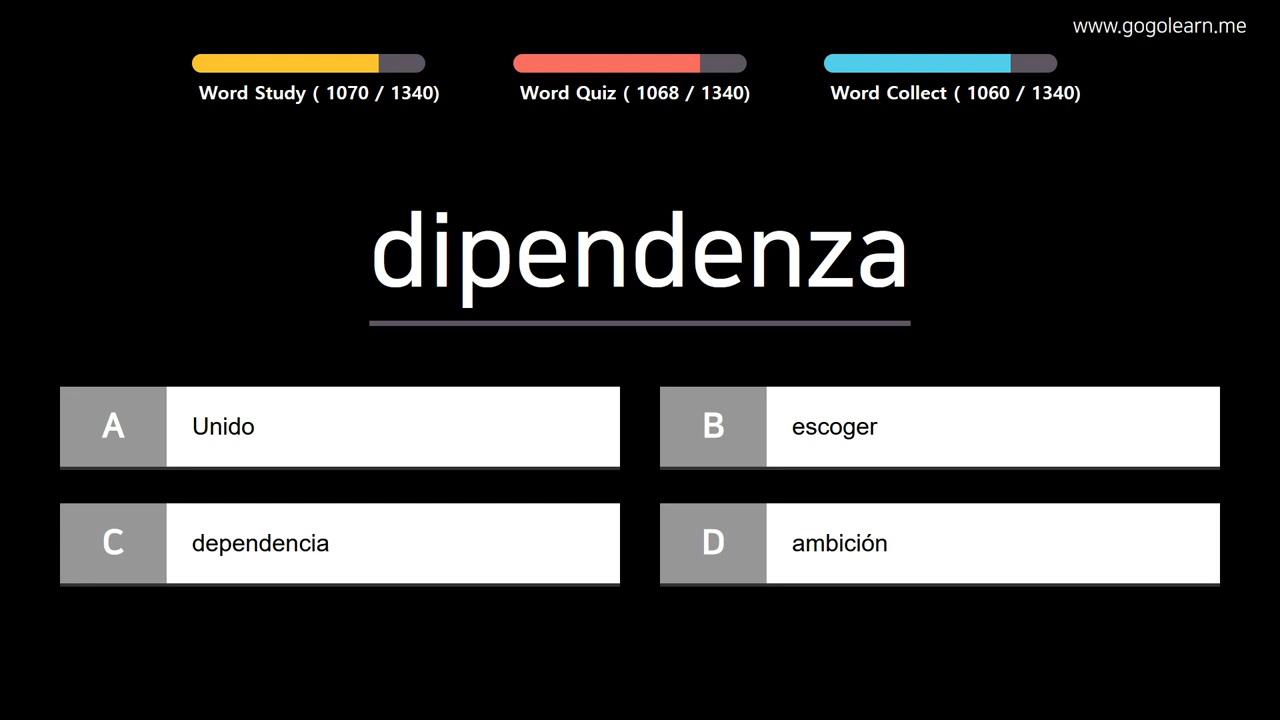 www.gogolearn.me
Word Study ( 1070 / 1340)
Word Quiz ( 1068 / 1340)
Word Collect ( 1060 / 1340)
dipendenza
A Unido
B escoger
C dependencia
D ambición